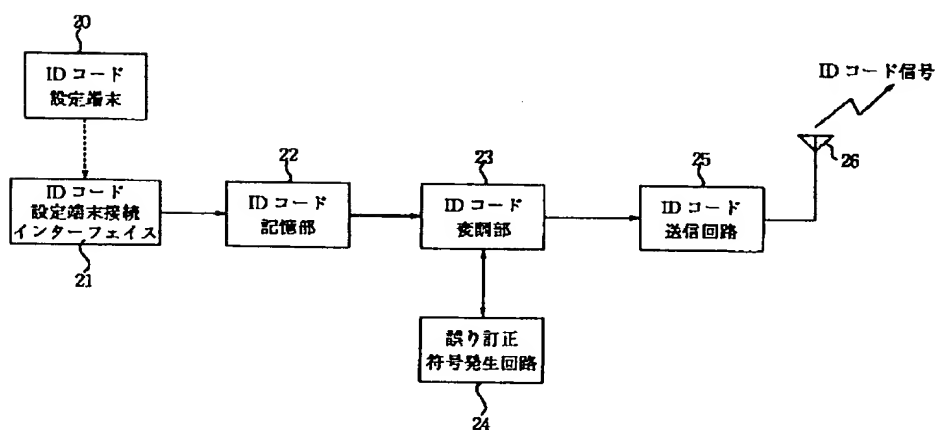 20
IDコード
設定端末
IDコード
設定端末接続
インターフェイス
21
22
IDコード
記憶部
23
IDコード
変調部
誤り訂正
符号発生回路
24
25
IDコード
送信回路
26
IDコード信号